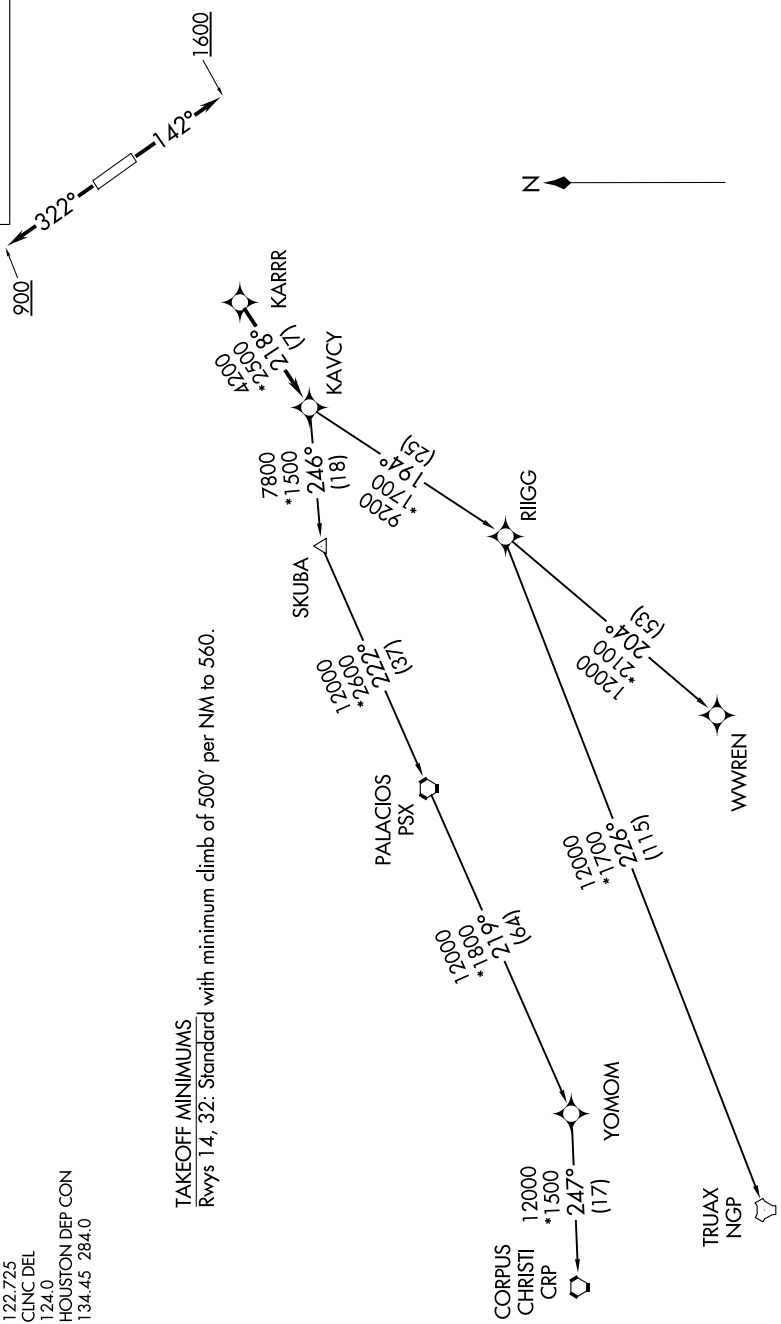 122.725
CLNC DEL
124.0
HOUSTON DEP CON
134.45 284.0
TAKEOFF MINIMUMS
Rwys 14, 32: Standard with minimum climb of 500' per NM to 560.
900
322°
142°
1600
N
KARRR
4200
*2500
218°
(7)
KAVCY
7800
*1500
246°
(18)
9200
*1700
194°
(25)
SKUBA
RIIGG
12000
*2600
222°
(37)
12000
*2100
204°
(53)
PALACIOS
PSX
WWREN
12000
*1800
219°
(64)
12000
*1700
226°
(115)
YOMOM
12000
*1500
247°
(17)
CORPUS
CHRISTI
CRP
TRUAX
NGP